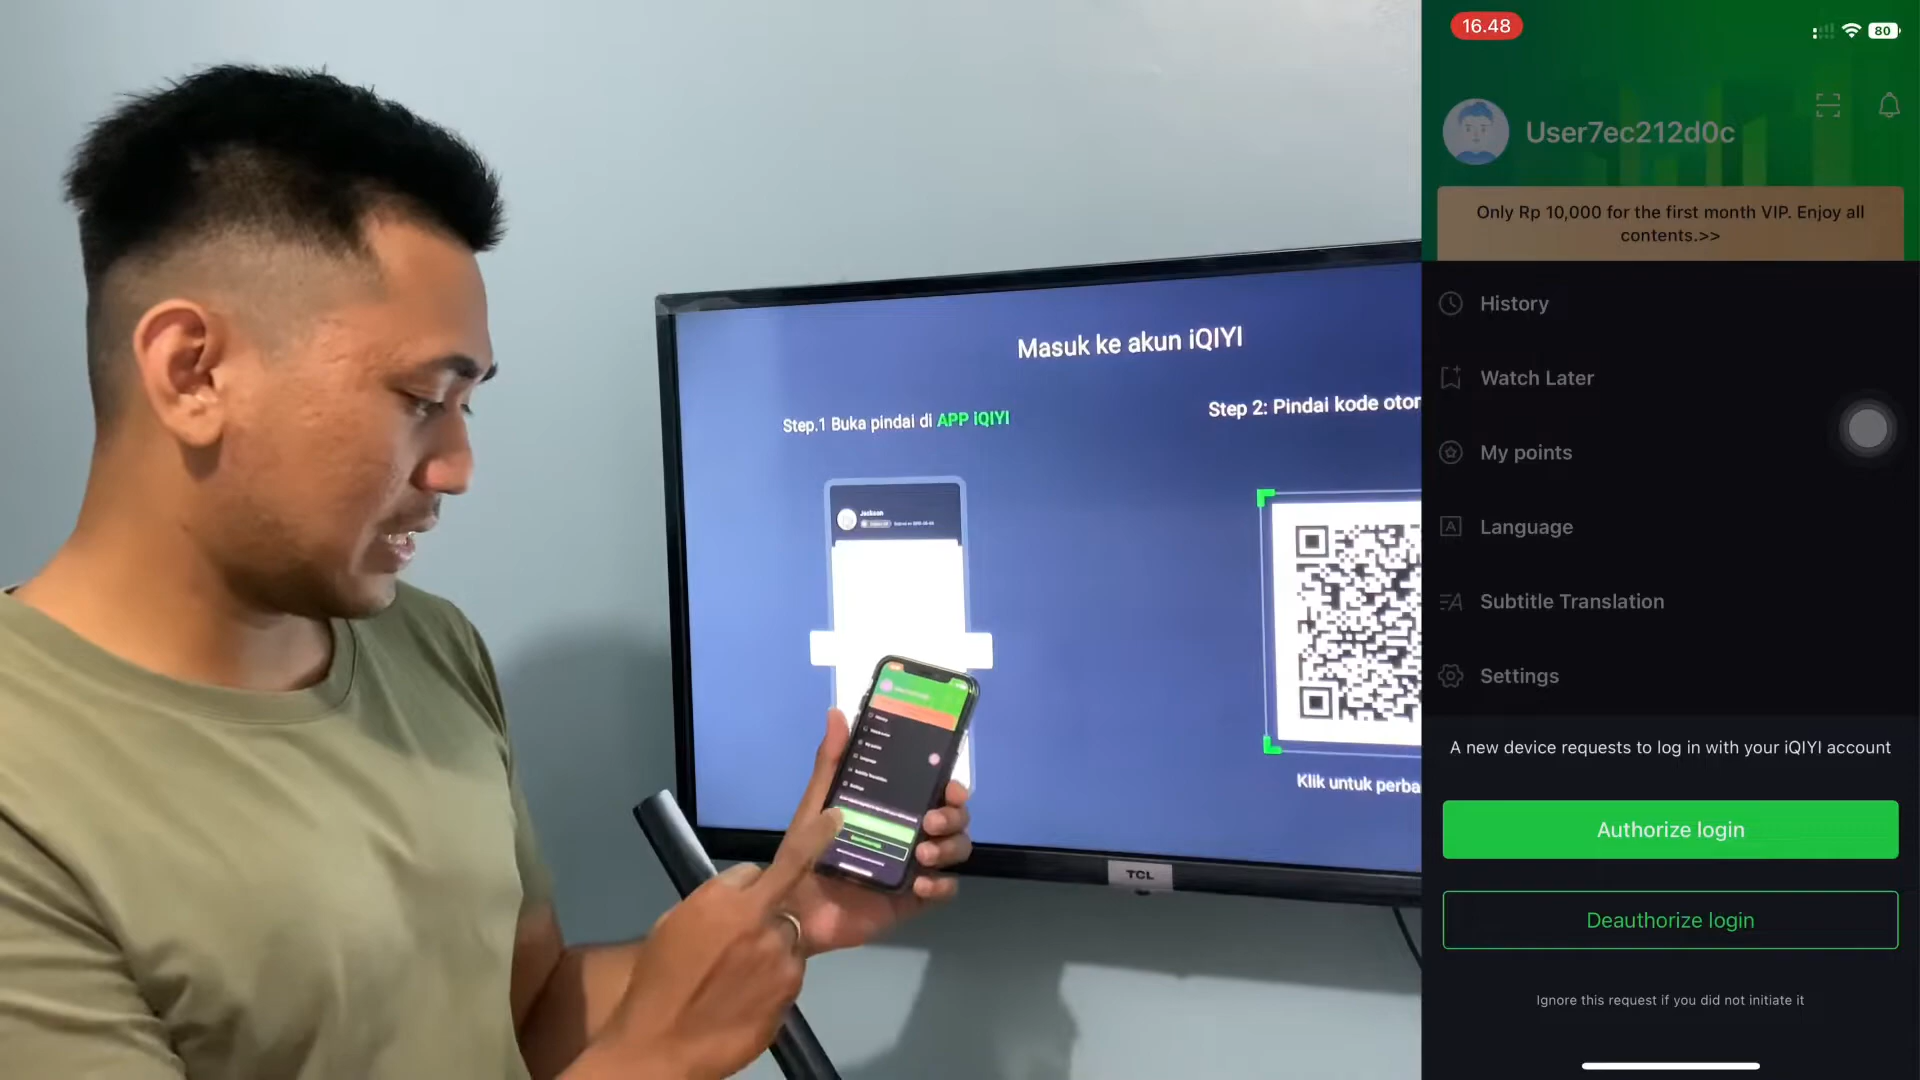 Masuk ke akun iQIYI
Step.1 Buka pindai di APP iQIYI
Step 2: Pindai kode otor
Jackson
Klik untuk perba
TCL
16.48
80
User7ec212d0c
Only Rp 10,000 for the first month VIP. Enjoy all
contents.>>
History
Watch Later
My points
Language
Subtitle Translation
Settings
A new device requests to log in with your iQIYI account
Authorize login
Deauthorize login
Ignore this request if you did not initiate it